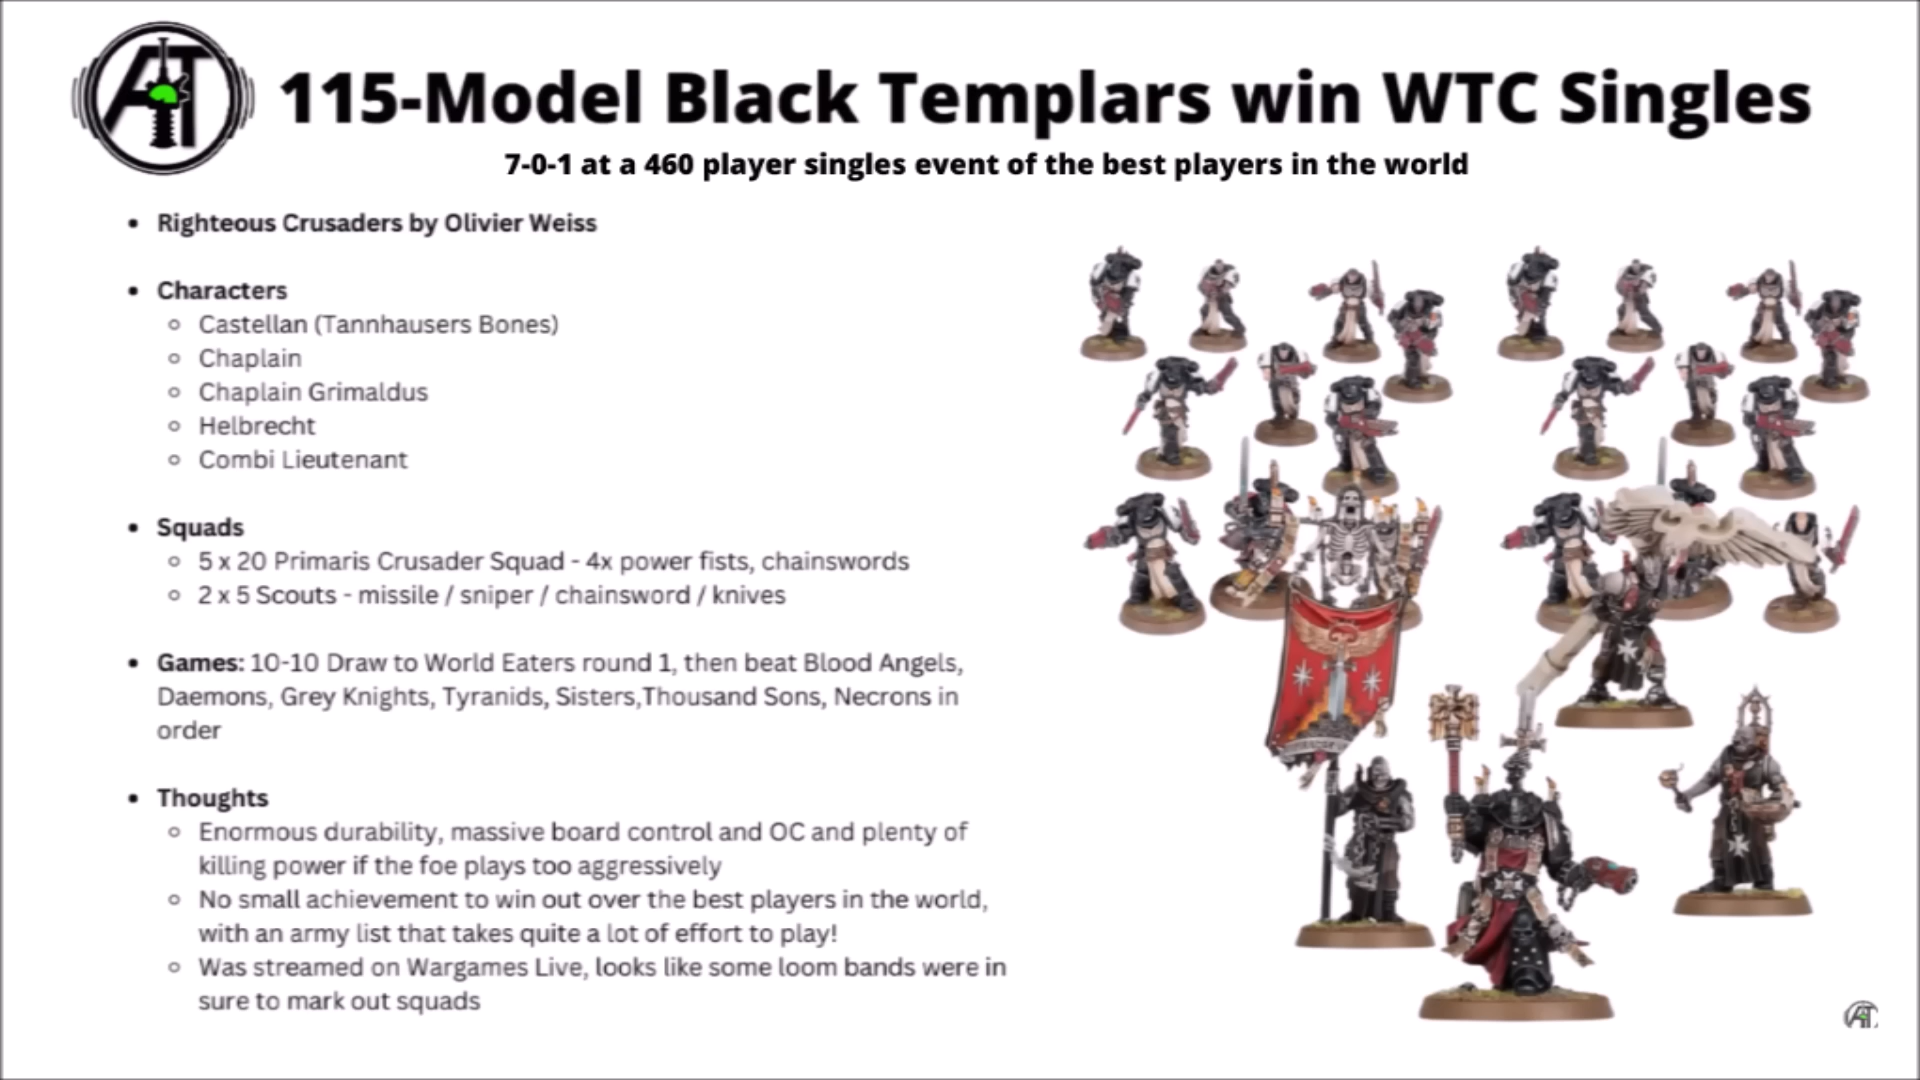 AT
115-Model Black Templars win WTC Singles
7-0-1 at a 460 player singles event of the best players in the world
• Righteous Crusaders by Olivier Weiss
• Characters
◦ Castellan (Tannhausers Bones)
◦ Chaplain
◦ Chaplain Grimaldus
◦ Helbrecht
◦ Combi Lieutenant
• Squads
◦ 5 x 20 Primaris Crusader Squad - 4x power fists, chainswords
◦ 2 x 5 Scouts - missile / sniper / chainsword / knives
• Games: 10-10 Draw to World Eaters round 1, then beat Blood Angels,
Daemons, Grey Knights, Tyranids, Sisters,Thousand Sons, Necrons in
order
• Thoughts
◦ Enormous durability, massive board control and OC and plenty of
killing power if the foe plays too aggressively
◦ No small achievement to win out over the best players in the world,
with an army list that takes quite a lot of effort to play!
◦ Was streamed on Wargames Live, looks like some loom bands were in
sure to mark out squads
AT